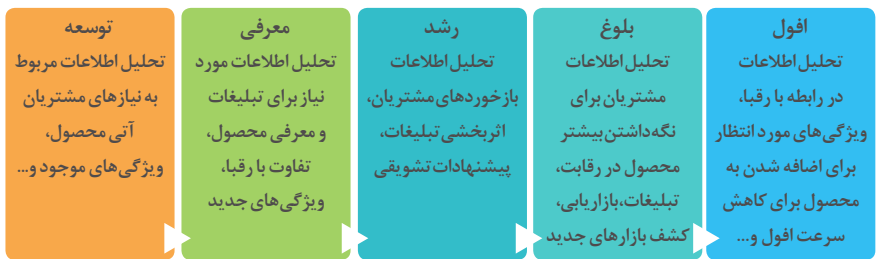 توسعه
تحلیل اطلاعات مربوط
به نیازهای مشتریان
آتی محصول،
ویژگی‌های موجود و...
معرفی
تحلیل اطلاعات مورد
نیاز برای تبلیغات
و معرفی محصول،
تفاوت با رقبا،
ویژگی‌های جدید
رشد
تحلیل اطلاعات
بازخوردهای مشتریان،
اثربخشی تبلیغات،
پیشنهادات تشویقی
بلوغ
تحلیل اطلاعات
مشتریان برای
نگه‌داشتن بیشتر
محصول در رقابت،
تبلیغات،بازاریابی،
کشف بازارهای جدید
افول
تحلیل اطلاعات
در رابطه با رقبا،
ویژگی‌های مورد انتظار
برای اضافه شدن به
محصول برای کاهش
سرعت افول و...